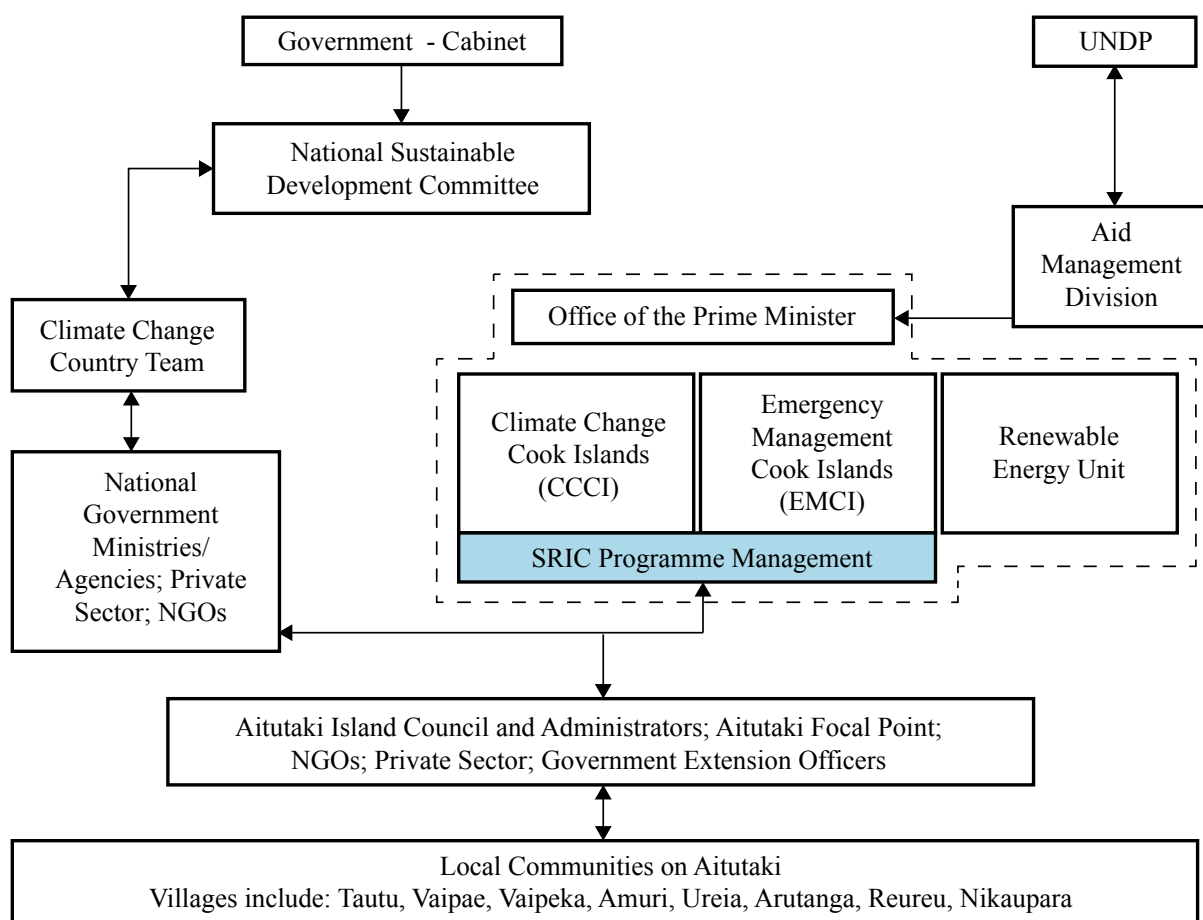 Government  - Cabinet
UNDP
National Sustainable
Development Committee
Aid
Management
Division
Office of the Prime Minister
Climate Change
Country Team
Climate Change
Cook Islands
(CCCI)
Emergency
Management
Cook Islands
(EMCI)
Renewable
Energy Unit
National
Government
Ministries/
Agencies; Private
Sector; NGOs
SRIC Programme Management
Aitutaki Island Council and Administrators; Aitutaki Focal Point;
NGOs; Private Sector; Government Extension Officers
Local Communities on Aitutaki
Villages include: Tautu, Vaipae, Vaipeka, Amuri, Ureia, Arutanga, Reureu, Nikaupara